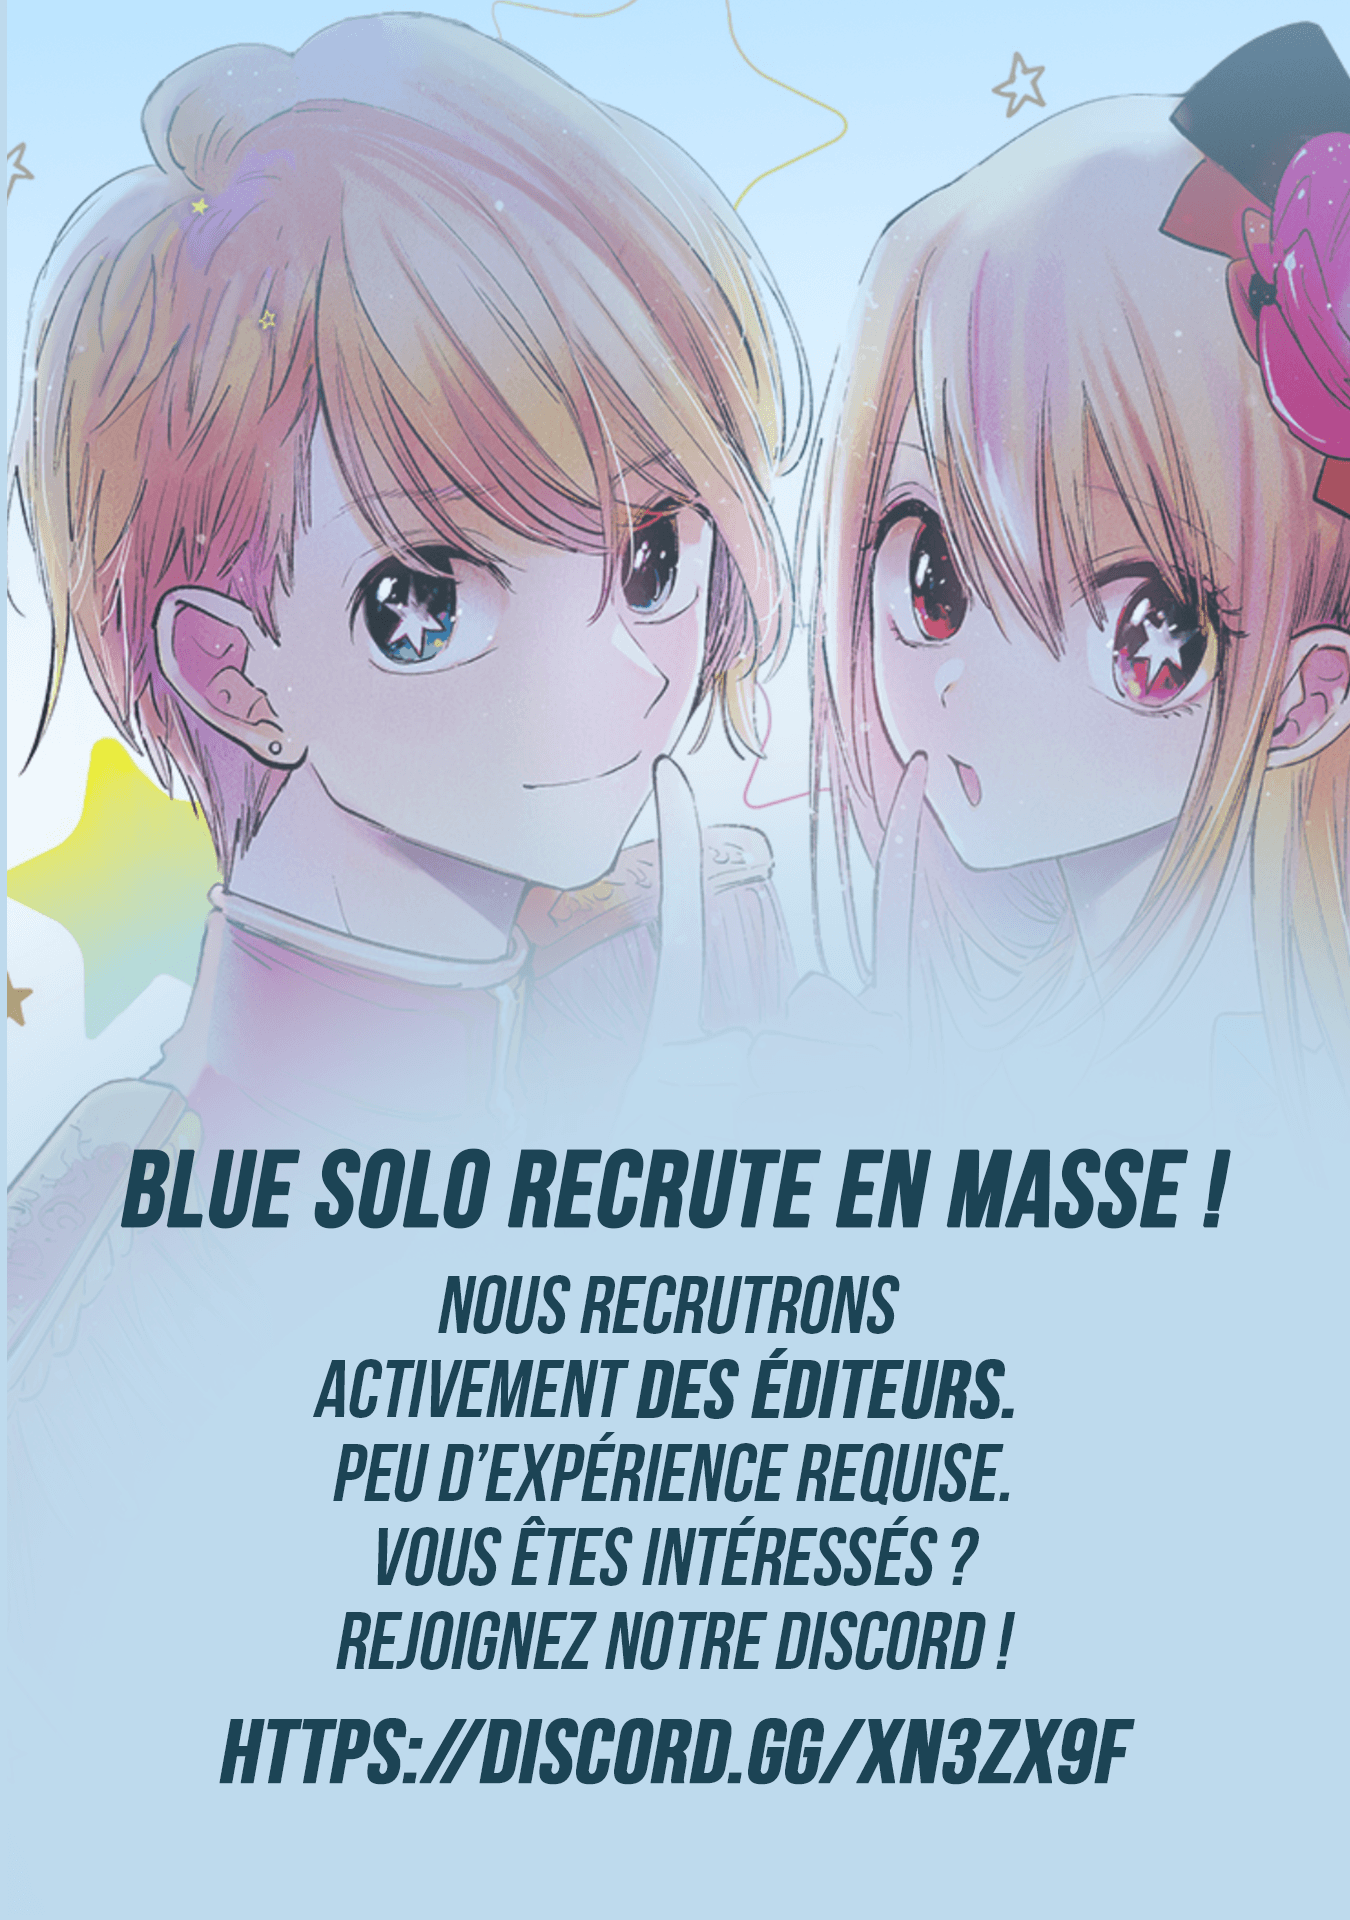 BLUE SOLO RECRUTE EN MASSE !
NOUS RECRUTRONS
ACTIVEMENT DES ÉDITEURS.
PEU D'EXPÉRIENCE REQUISE.
VOUS ÊTES INTÉRESSÉS ?
REJOIGNEZ NOTRE DISCORD !
HTTPS://DISCORD.GG/XN3ZX9F